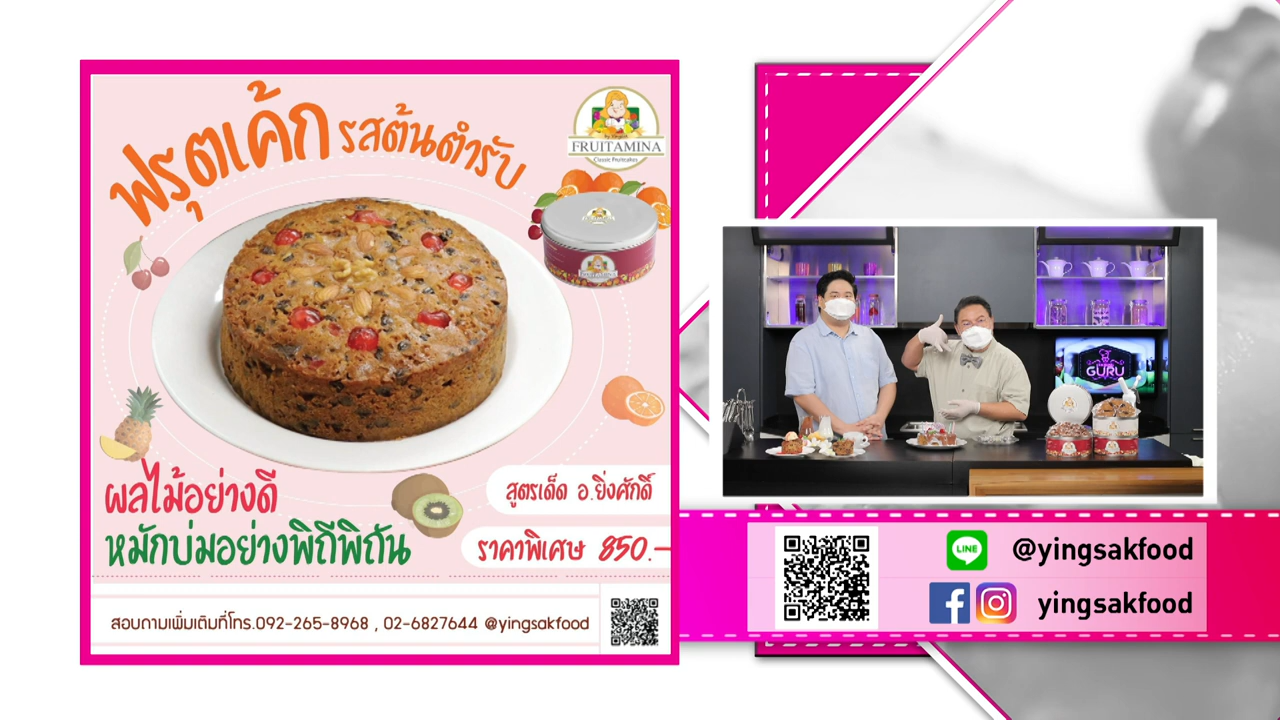 ฟรุตเค้ก รสต้นตำรับ
by Yingsak
FRUITAMINA
Classic Fruitcakes
ผลไม้อย่างดี
หมักบ่มอย่างพิถีพิถัน
สูตรเด็ด อ.ยิ่งศักดิ์
ราคาพิเศษ 850.-
สอบถามเพิ่มเติมที่โทร.092-265-8968 , 02-6827644 @yingsakfood
GURU
LINE
@yingsakfood
yingsakfood